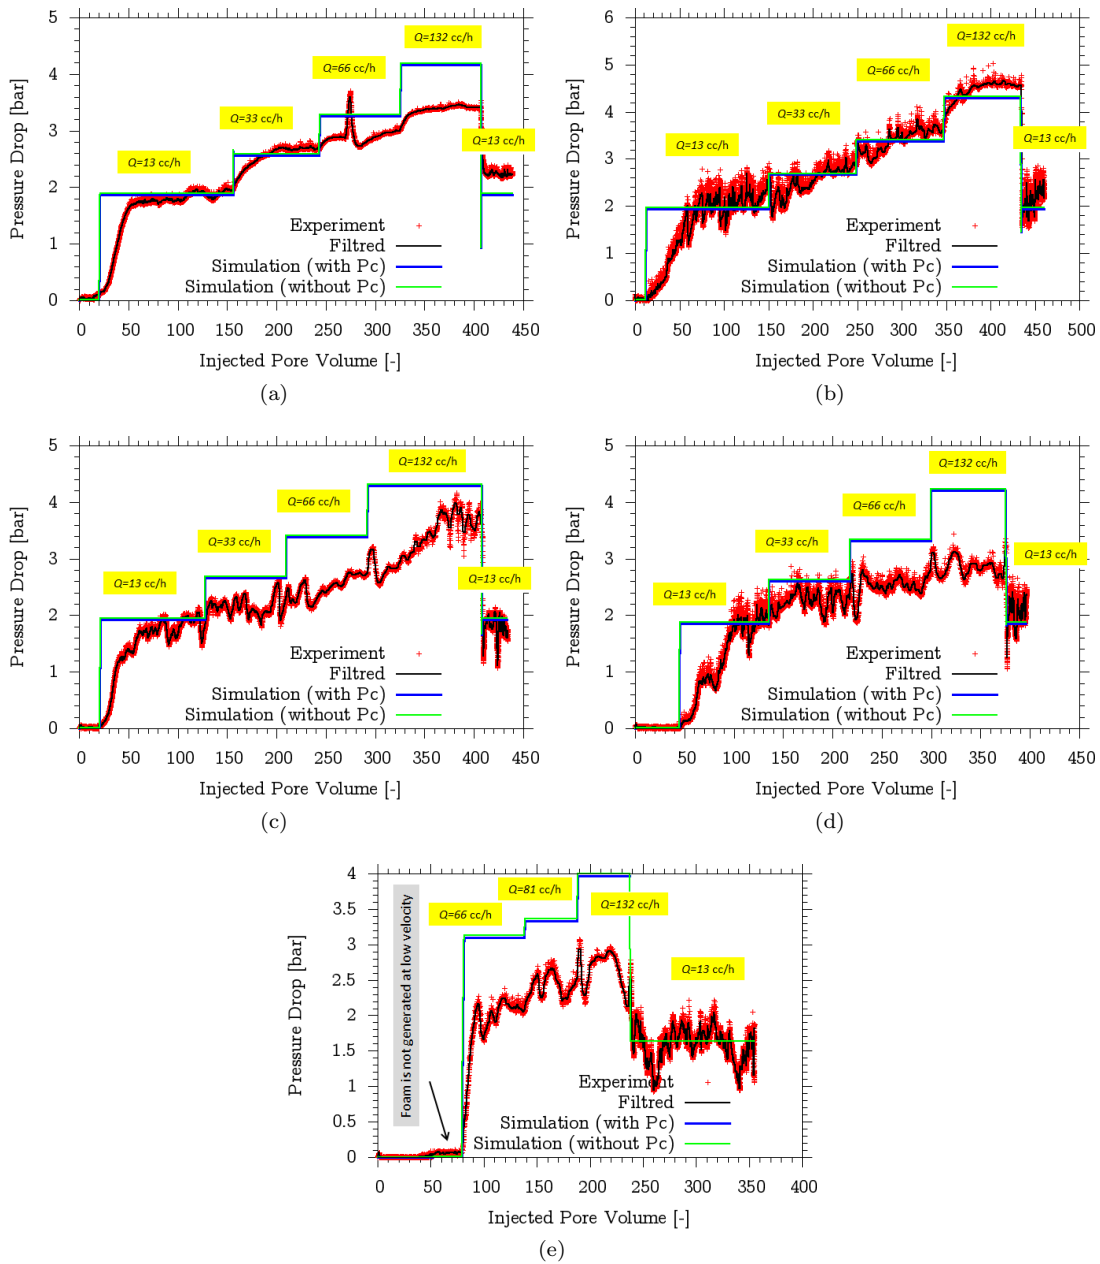 5
4
3
2
1
0
Pressure Drop [bar]
Q=13 cc/h
Q=33 cc/h
Q=66 cc/h
Q=132 cc/h
Q=13 cc/h
Experiment
Filtred
Simulation (with Pc)
Simulation (without Pc)
0 50 100 150 200 250 300 350 400 450
Injected Pore Volume [-]
(a)
6
5
4
3
2
1
0
Pressure Drop [bar]
Q=13 cc/h
Q=33 cc/h
Q=66 cc/h
Q=132 cc/h
Q=13 cc/h
Experiment
Filtred
Simulation (with Pc)
Simulation (without Pc)
0 50 100 150 200 250 300 350 400 450 500
Injected Pore Volume [-]
(b)
5
4
3
2
1
0
Pressure Drop [bar]
Q=13 cc/h
Q=33 cc/h
Q=66 cc/h
Q=132 cc/h
Q=13 cc/h
Experiment
Filtred
Simulation (with Pc)
Simulation (without Pc)
0 50 100 150 200 250 300 350 400 450
Injected Pore Volume [-]
(c)
5
4
3
2
1
0
Pressure Drop [bar]
Q=13 cc/h
Q=33 cc/h
Q=66 cc/h
Q=132 cc/h
Q=13 cc/h
Experiment
Filtred
Simulation (with Pc)
Simulation (without Pc)
0 50 100 150 200 250 300 350 400 450
Injected Pore Volume [-]
(d)
4
3.5
3
2.5
2
1.5
1
0.5
0
Pressure Drop [bar]
Foam is not generated at low velocity
Q=66 cc/h
Q=81 cc/h
Q=132 cc/h
Q=13 cc/h
Experiment
Filtred
Simulation (with Pc)
Simulation (without Pc)
0 50 100 150 200 250 300 350 400
Injected Pore Volume [-]
(e)